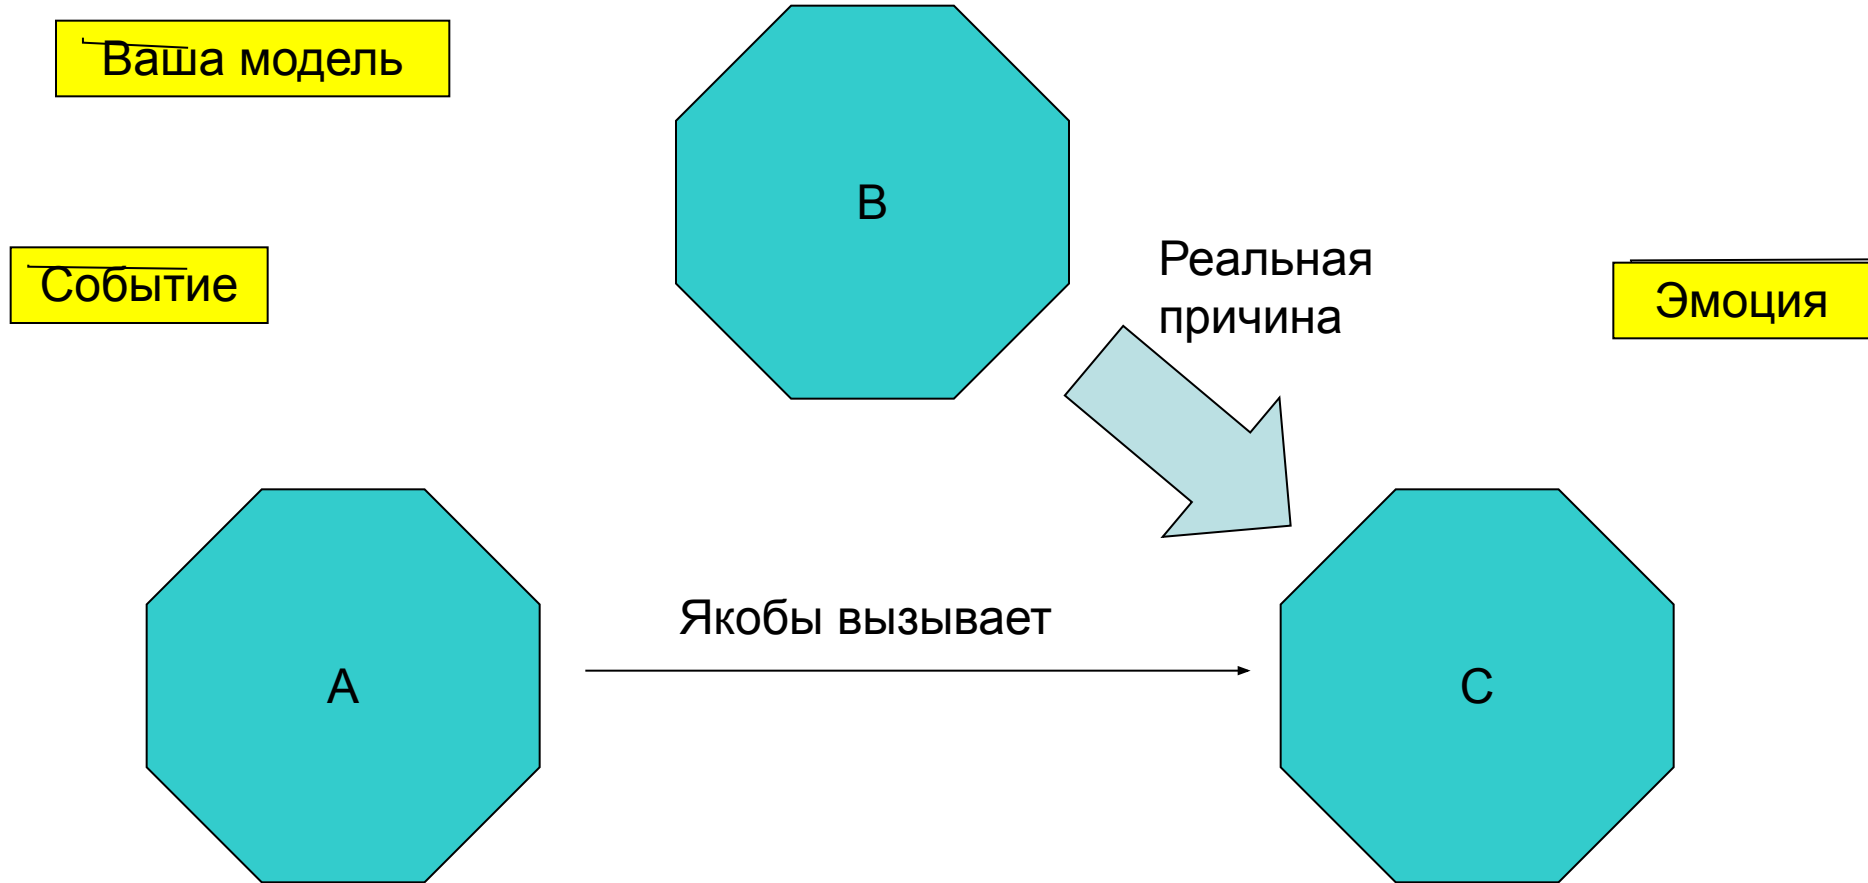 Ваша модель
B
Событие
Реальная
причина
Эмоция
Якобы вызывает
A
C